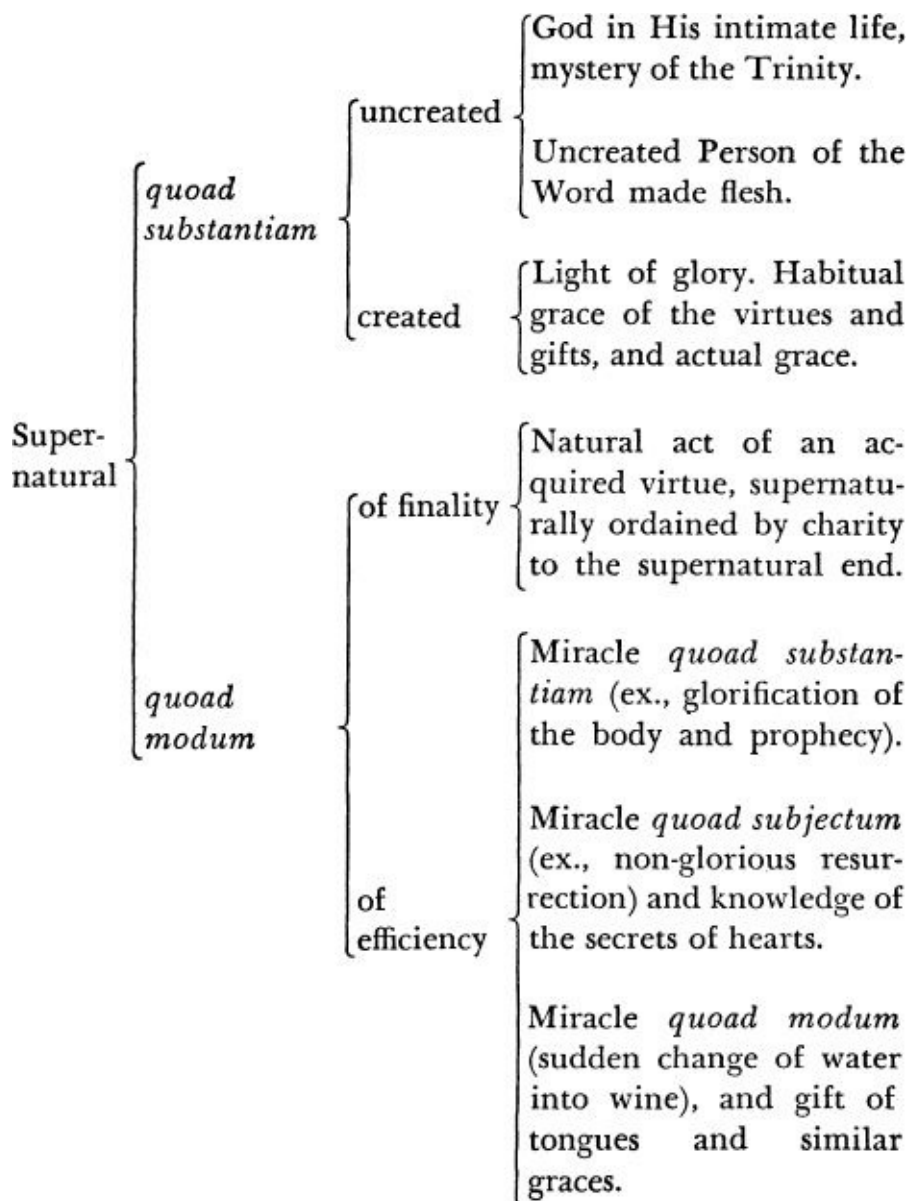 God in His intimate life,
mystery of the Trinity.
uncreated
Uncreated Person of the
Word made flesh.
quoad
substantiam
Light of glory. Habitual
created
grace of the virtues and
gifts, and actual grace.
Super-
natural
Natural act of an ac-
quired virtue, supernatu-
of finality
rally ordained by charity
to the supernatural end.
Miracle quoad substan-
tiam (ex., glorification of
the body and prophecy).
quoad
modum
Miracle quoad subjectum
(ex., non-glorious resur-
rection) and knowledge of
the secrets of hearts.
of
efficiency
Miracle quoad modum
(sudden change of water
into wine), and gift of
tongues and similar
graces.